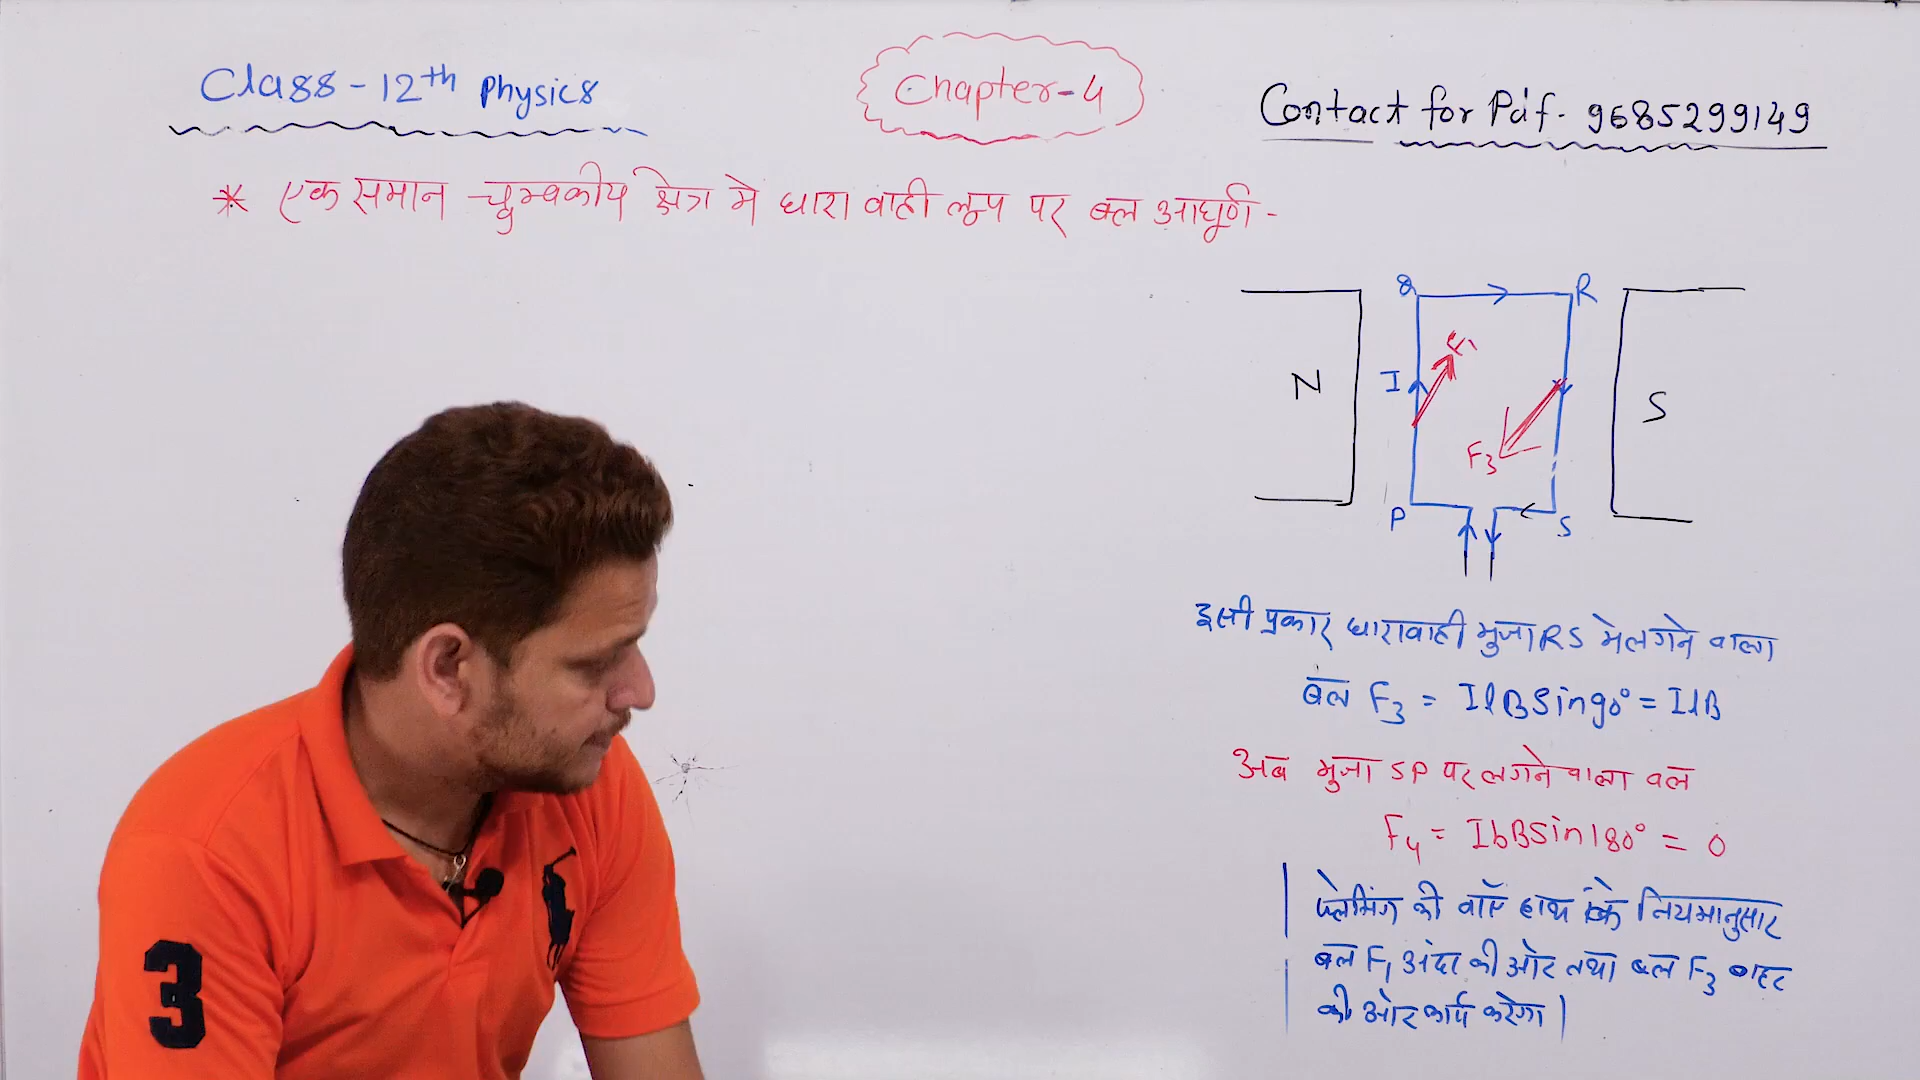 Class - 12th Physics
Chapter-4
Contact for Pdf- 9685299149
* एक समान चुम्बकीय क्षेत्र मे धारा वाही लूप पर बल आघूर्ण -
Q R
N I F1 S
F3
P S
इसी प्रकार धारावाही भुजा RS मे लगने वाला
बल F3 = IlBSin90° = IlB
अब भुजा SP पर लगने वाला बल
F4 = IbBSin180° = 0
फ्लेमिंग की बाँए हाथ के नियमानुसार
बल F1 अंदर की ओर तथा बल F3 बाहर
की ओर कार्य करेगा |
3